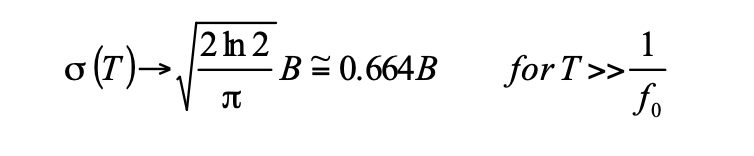 σ(T)→√(2 ln 2 / π) B ≅ 0.664B for T >> 1/f₀